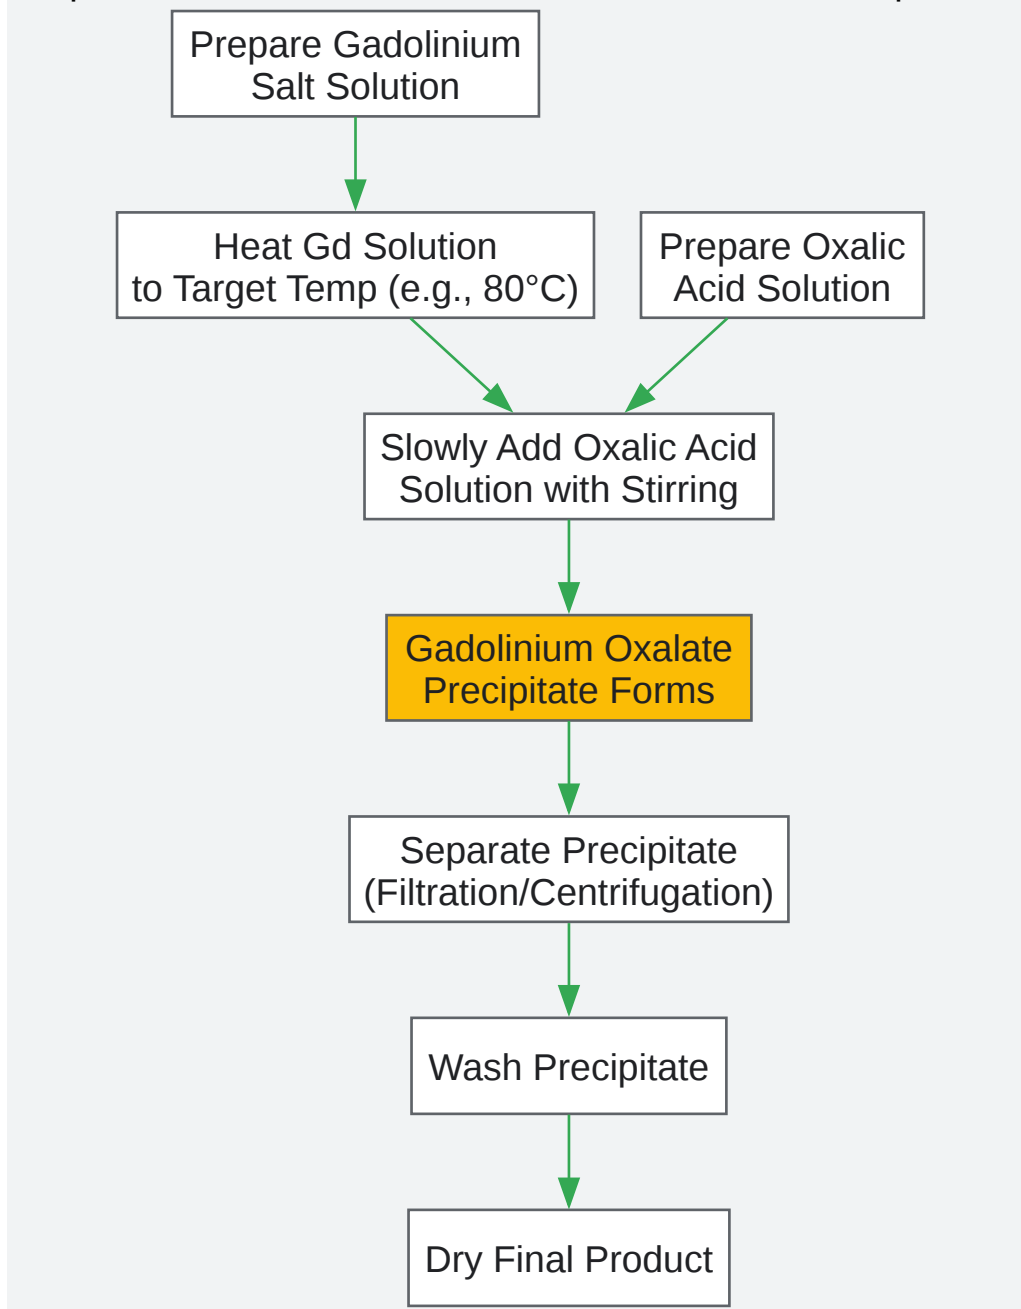 Prepare Gadolinium
Salt Solution
Heat Gd Solution
to Target Temp (e.g., 80°C)
Prepare Oxalic
Acid Solution
Slowly Add Oxalic Acid
Solution with Stirring
Gadolinium Oxalate
Precipitate Forms
Separate Precipitate
(Filtration/Centrifugation)
Wash Precipitate
Dry Final Product